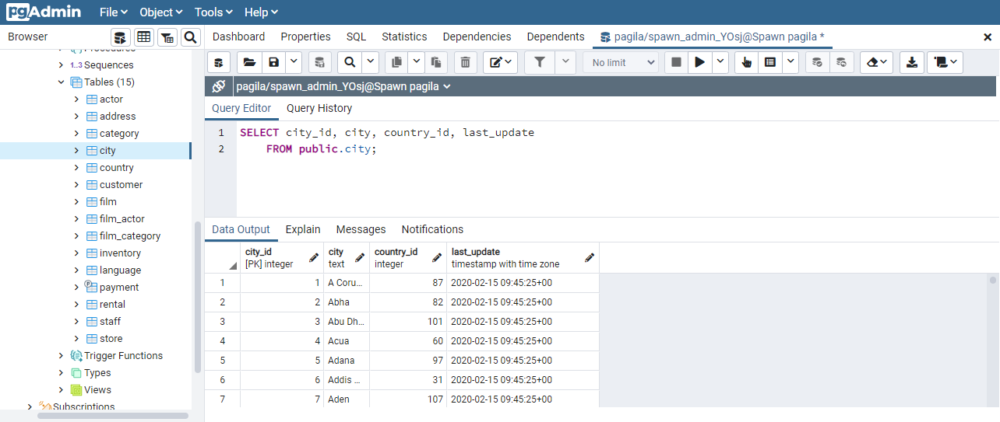 pgAdmin File Object Tools Help
Browser
Dashboard Properties SQL Statistics Dependencies Dependents pagila/spawn_admin_YOsj@Spawn pagila *
Procedures
1..3 Sequences
Tables (15)
actor
address
category
city
country
customer
film
film_actor
film_category
inventory
language
payment
rental
staff
store
Trigger Functions
Types
Views
Subscriptions
No limit
pagila/spawn_admin_YOsj@Spawn pagila
Query Editor Query History
1 SELECT city_id, city, country_id, last_update
2 FROM public.city;
Data Output Explain Messages Notifications
city_id city country_id last_update
[PK] integer text integer timestamp with time zone
1 1 A Coru... 87 2020-02-15 09:45:25+00
2 2 Abha 82 2020-02-15 09:45:25+00
3 3 Abu Dh... 101 2020-02-15 09:45:25+00
4 4 Acua 60 2020-02-15 09:45:25+00
5 5 Adana 97 2020-02-15 09:45:25+00
6 6 Addis ... 31 2020-02-15 09:45:25+00
7 7 Aden 107 2020-02-15 09:45:25+00